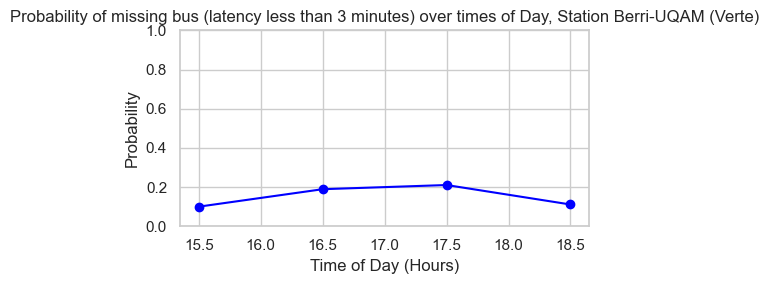 Probability of missing bus (latency less than 3 minutes) over times of Day, Station Berri-UQAM (Verte)
1.0
0.8
0.6
0.4
0.2
0.0
Probability
15.5 16.0 16.5 17.0 17.5 18.0 18.5
Time of Day (Hours)